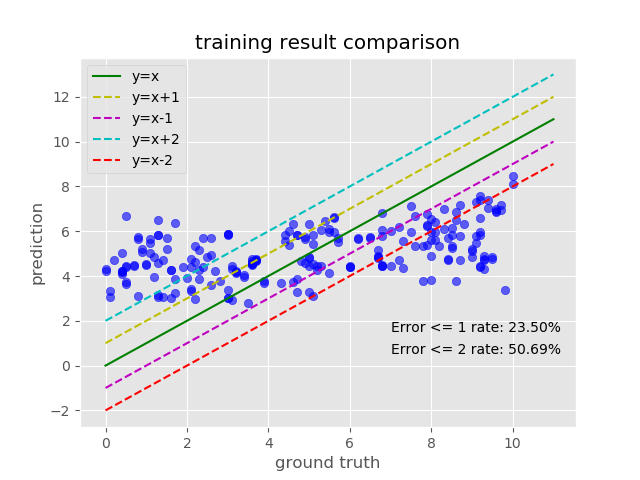 training result comparison
y=x
y=x+1
y=x-1
y=x+2
y=x-2
12
10
8
6
4
2
0
−2
prediction
Error <= 1 rate: 23.50%
Error <= 2 rate: 50.69%
0 2 4 6 8 10
ground truth